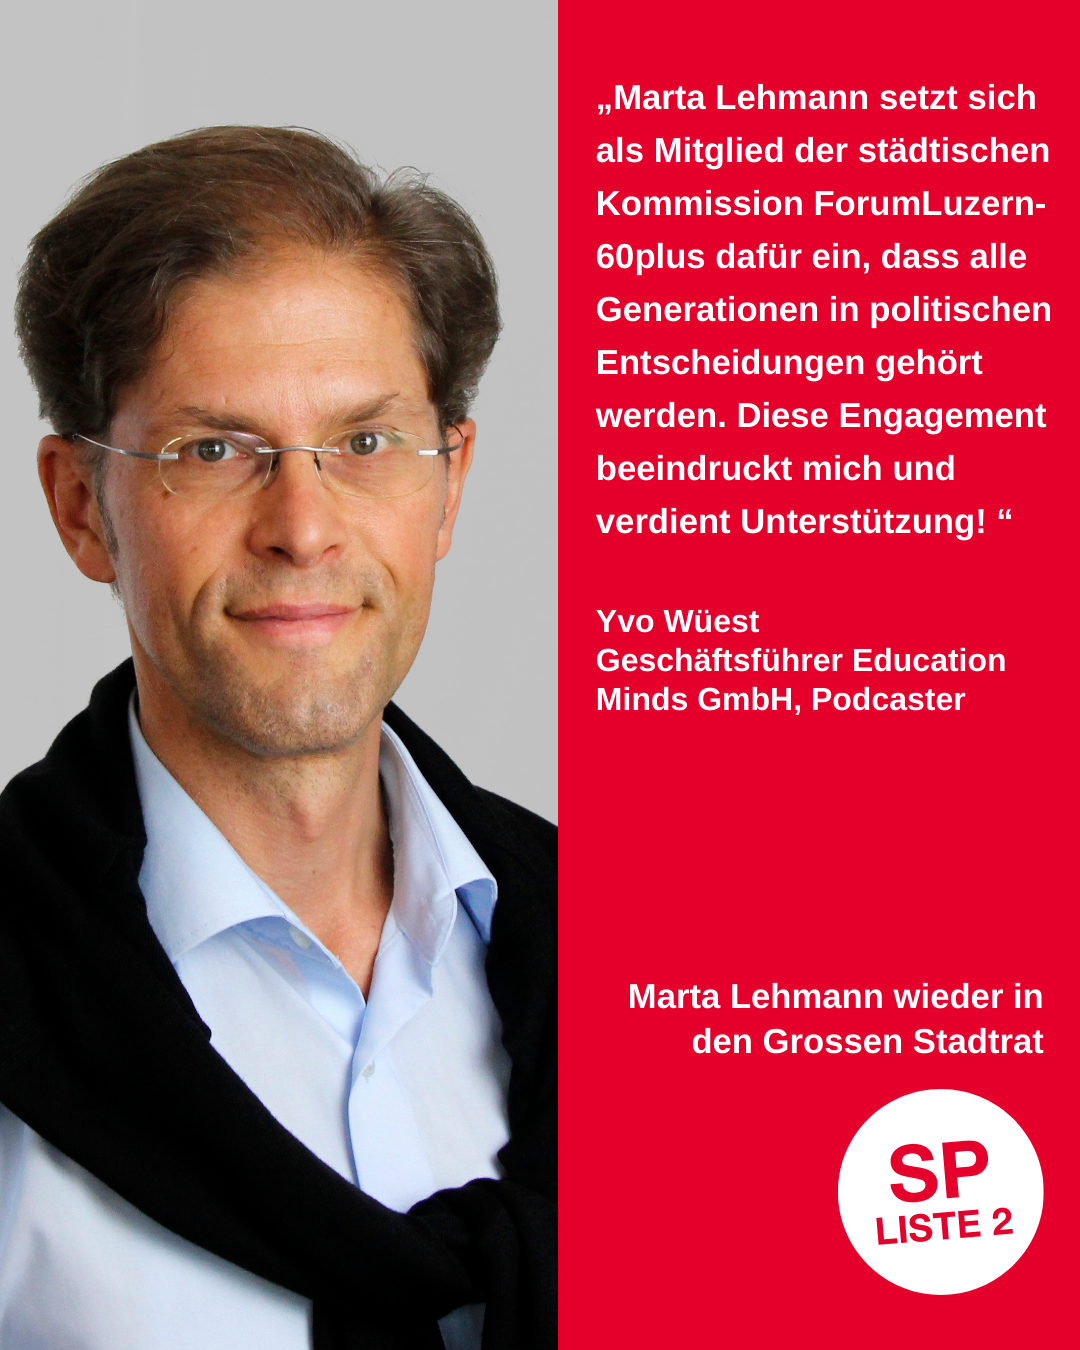 „Marta Lehmann setzt sich
als Mitglied der städtischen
Kommission ForumLuzern-
60plus dafür ein, dass alle
Generationen in politischen
Entscheidungen gehört
werden. Diese Engagement
beeindruckt mich und
verdient Unterstützung! “
Yvo Wüest
Geschäftsführer Education
Minds GmbH, Podcaster
Marta Lehmann wieder in
den Grossen Stadtrat
SP
LISTE 2